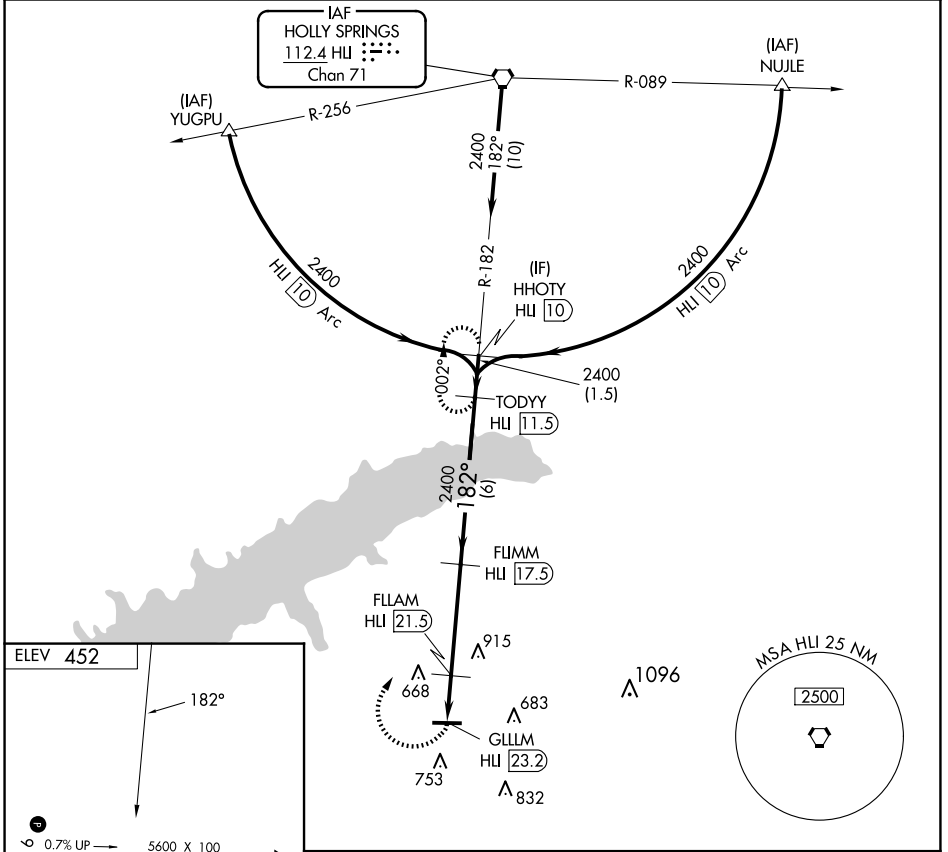 IAF
HOLLY SPRINGS
112.4 HLI
Chan 71
(IAF)
NUJLE
R-089
(IAF)
YUGPU
R-256
2400
182°
(10)
R-182
2400
HLI 10 Arc
2400
HLI 10 Arc
(IF)
HHOTY
HLI 10
002°
2400
(1.5)
TODYY
HLI 11.5
2400
182°
(6)
FLIMM
HLI 17.5
FLLAM
HLI 21.5
915
668
1096
683
GLLLM
HLI 23.2
753
832
MSA HLI 25 NM
2500
ELEV 452
182°
P
9
0.7% UP
5600 X 100